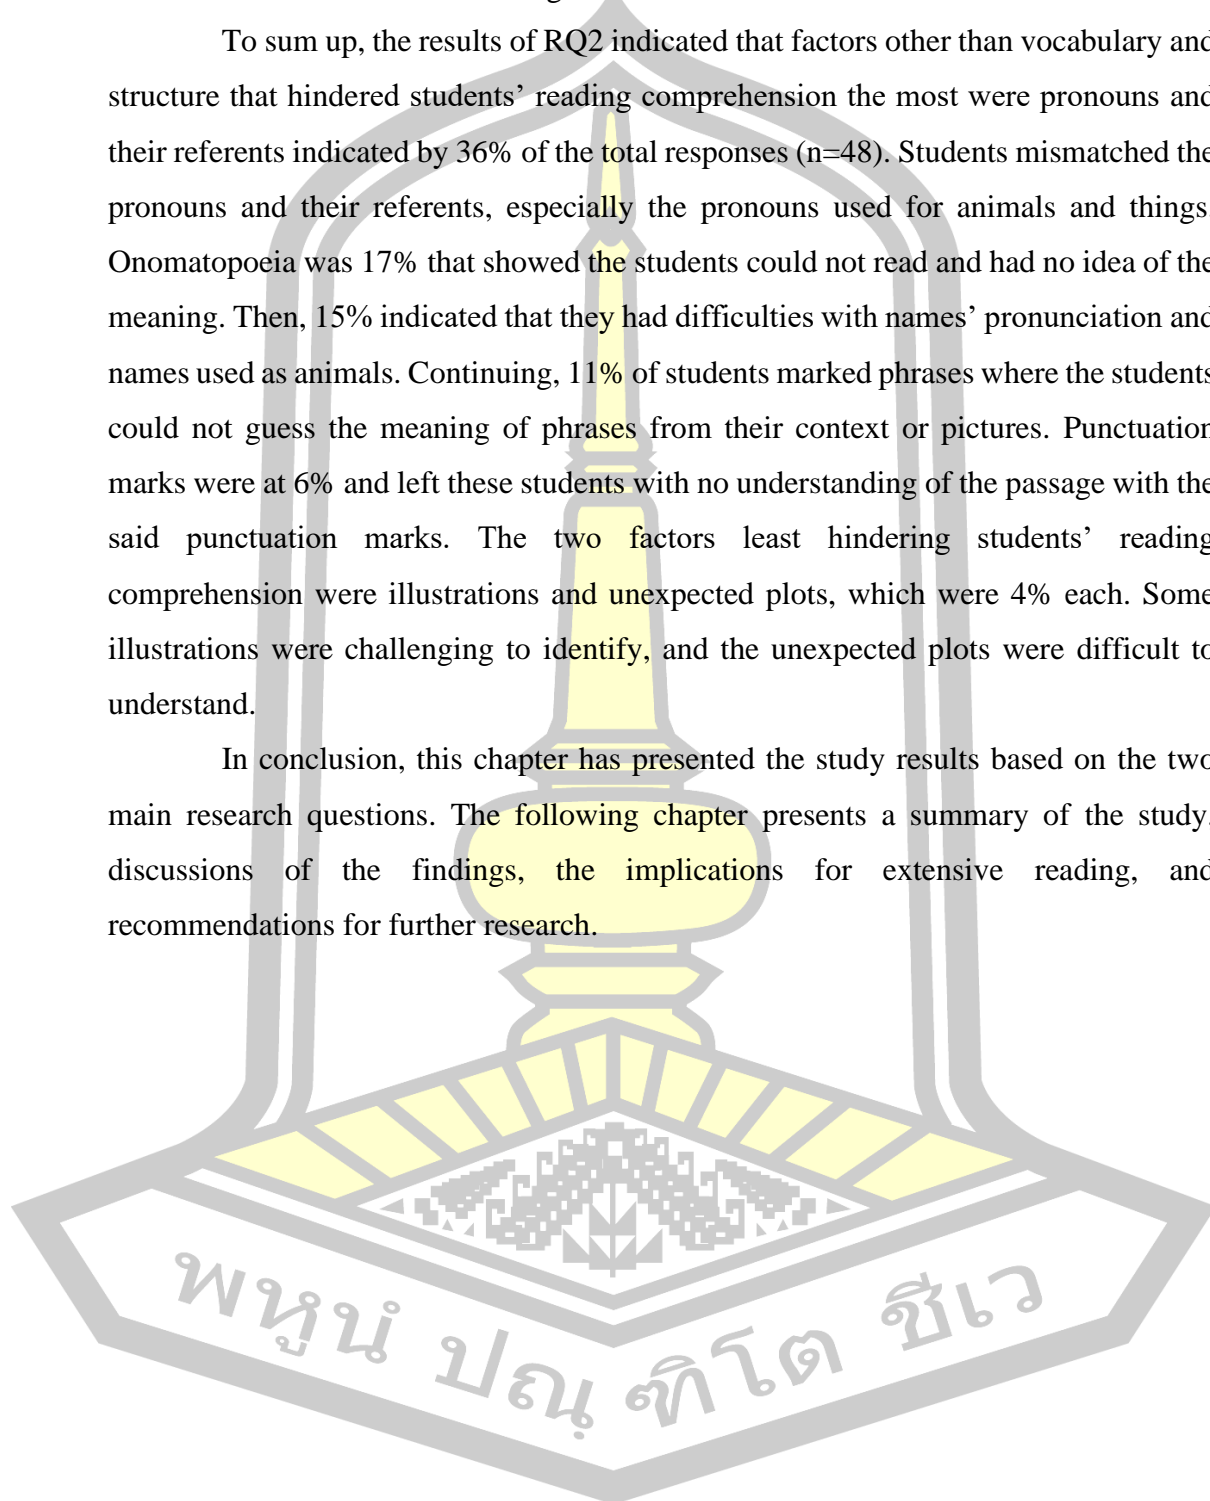 To sum up, the results of RQ2 indicated that factors other than vocabulary and
structure that hindered students’ reading comprehension the most were pronouns and
their referents indicated by 36% of the total responses (n=48). Students mismatched the
pronouns and their referents, especially the pronouns used for animals and things.
Onomatopoeia was 17% that showed the students could not read and had no idea of the
meaning. Then, 15% indicated that they had difficulties with names’ pronunciation and
names used as animals. Continuing, 11% of students marked phrases where the students
could not guess the meaning of phrases from their context or pictures. Punctuation
marks were at 6% and left these students with no understanding of the passage with the
said punctuation marks. The two factors least hindering students’ reading
comprehension were illustrations and unexpected plots, which were 4% each. Some
illustrations were challenging to identify, and the unexpected plots were difficult to
understand.
In conclusion, this chapter has presented the study results based on the two
main research questions. The following chapter presents a summary of the study,
discussions of the findings, the implications for extensive reading, and
recommendations for further research.
พหูนํ ปณฺฑิโต ชีเว